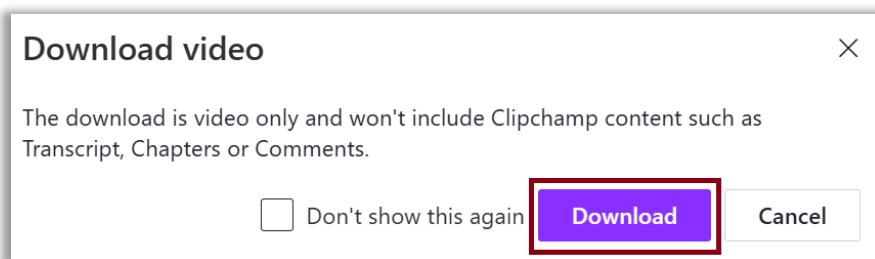 Download video
The download is video only and won't include Clipchamp content such as
Transcript, Chapters or Comments.
Don't show this again Download Cancel